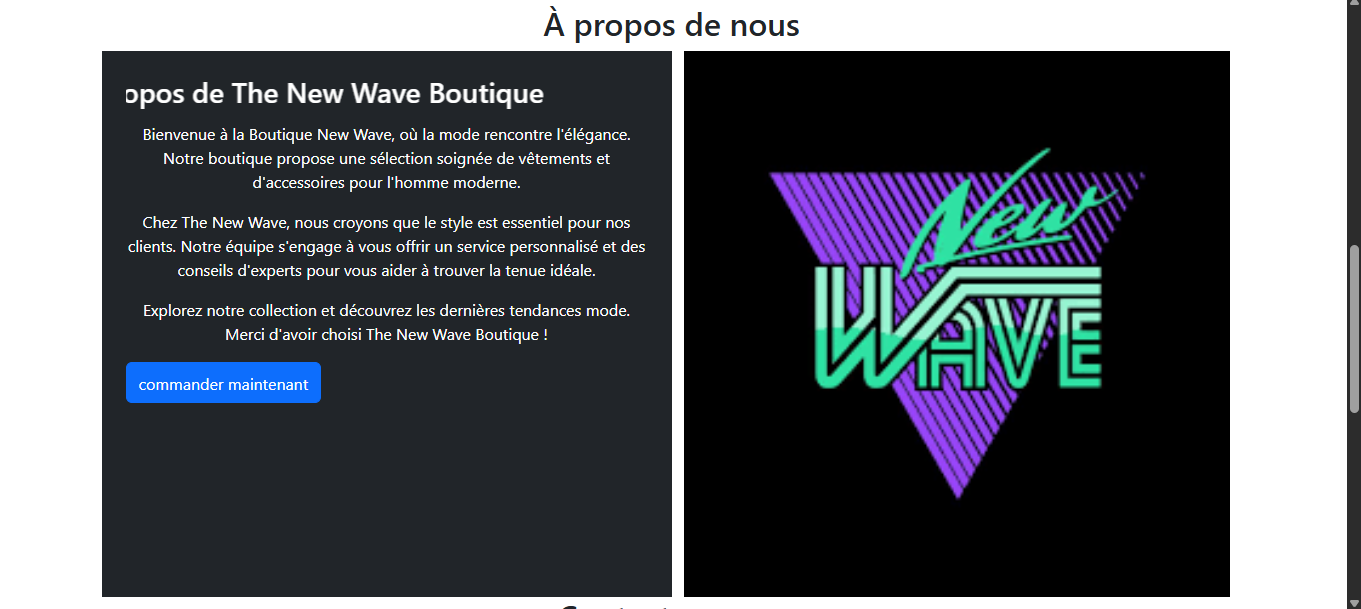 À propos de nous
opos de The New Wave Boutique
Bienvenue à la Boutique New Wave, où la mode rencontre l'élégance.
Notre boutique propose une sélection soignée de vêtements et
d'accessoires pour l'homme moderne.
Chez The New Wave, nous croyons que le style est essentiel pour nos
clients. Notre équipe s'engage à vous offrir un service personnalisé et des
conseils d'experts pour vous aider à trouver la tenue idéale.
Explorez notre collection et découvrez les dernières tendances mode.
Merci d'avoir choisi The New Wave Boutique !
commander maintenant
New
WAVE